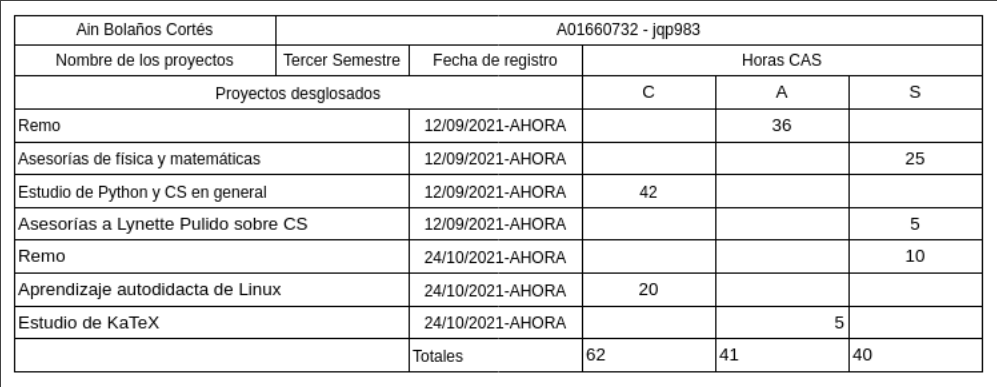 Ain Bolaños Cortés A01660732 - jqp983
Nombre de los proyectos Tercer Semestre Fecha de registro Horas CAS
Proyectos desglosados C A S
Remo 12/09/2021-AHORA 36
Asesorías de física y matemáticas 12/09/2021-AHORA 25
Estudio de Python y CS en general 12/09/2021-AHORA 42
Asesorías a Lynette Pulido sobre CS 12/09/2021-AHORA 5
Remo 24/10/2021-AHORA 10
Aprendizaje autodidacta de Linux 24/10/2021-AHORA 20
Estudio de KaTeX 24/10/2021-AHORA 5
Totales 62 41 40